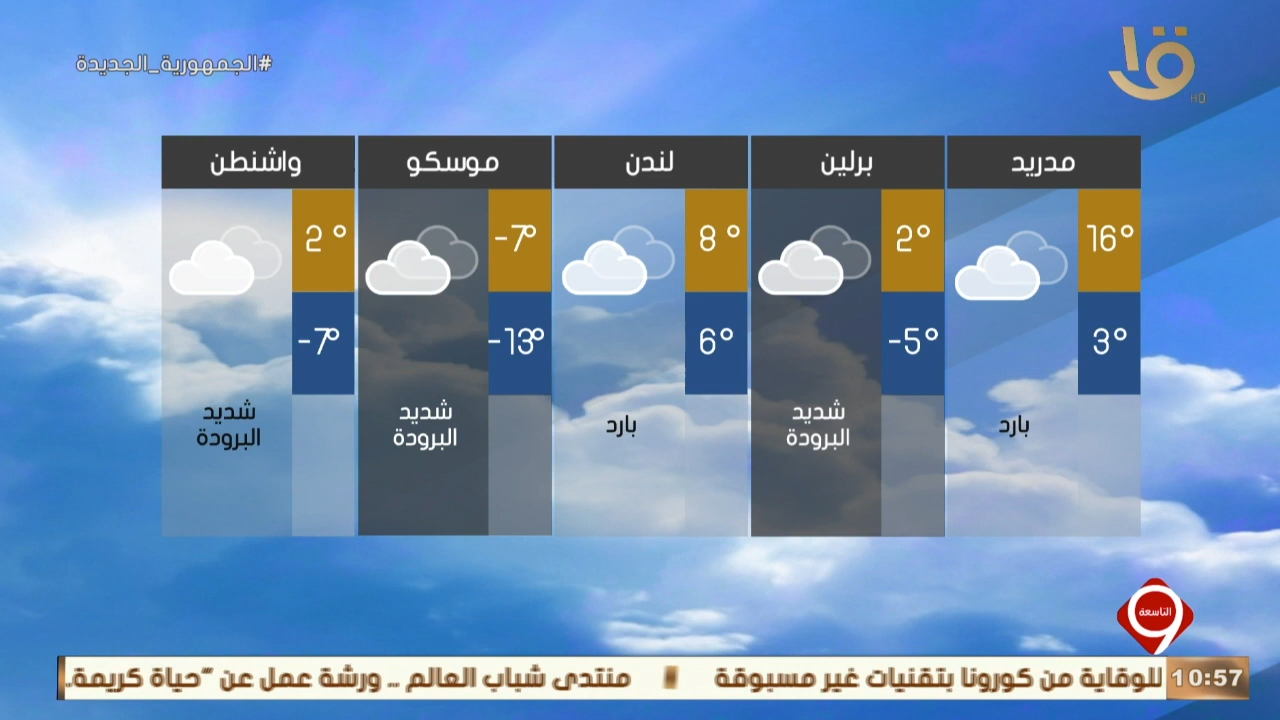 #الجمهورية_الجديدة
HD
مدريد
16°
3°
بارد
برلين
2°
-5°
شديد
البرودة
لندن
8°
6°
بارد
موسكو
-7°
-13°
شديد
البرودة
واشنطن
2°
-7°
شديد
البرودة
التاسعة
9
10:57
للوقاية من كورونا بتقنيات غير مسبوقة
منتدى شباب العالم .. ورشة عمل عن "حياة كريمة..